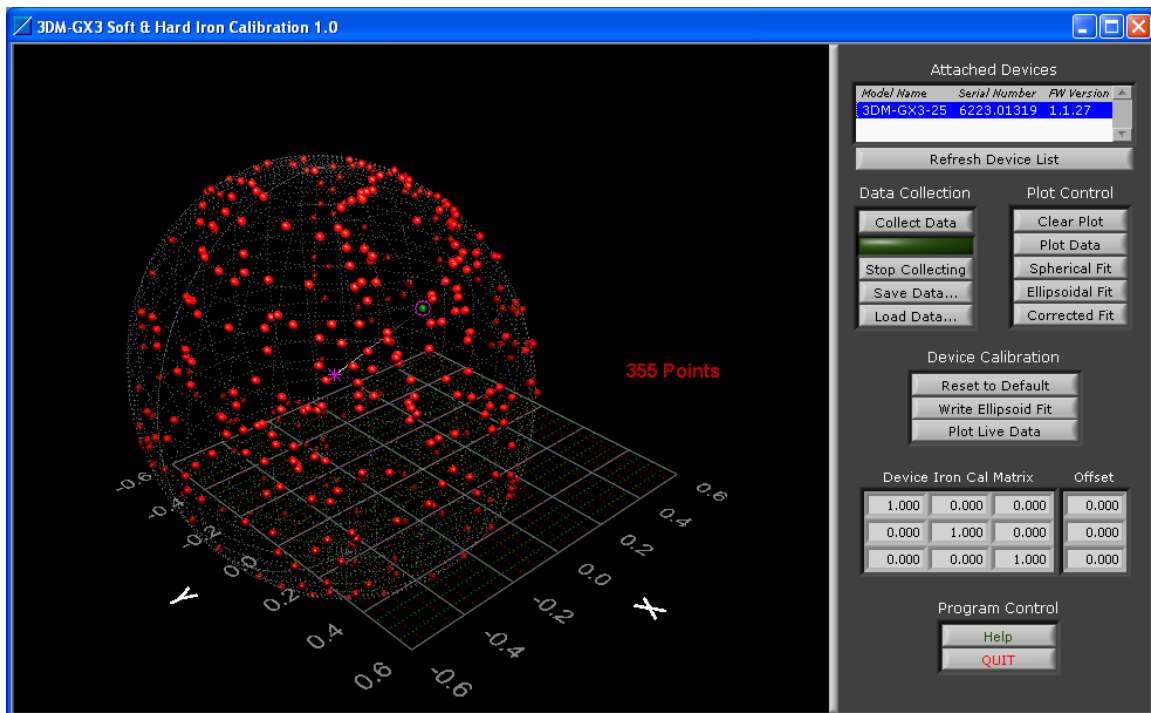 3DM-GX3 Soft & Hard Iron Calibration 1.0
Attached Devices
Model Name Serial Number FW Version
3DM-GX3-25 6223.01319 1.1.27
Refresh Device List
Data Collection Plot Control
Collect Data Clear Plot
Plot Data
Stop Collecting Spherical Fit
Save Data... Ellipsoidal Fit
Load Data... Corrected Fit
355 Points
Device Calibration
Reset to Default
Write Ellipsoid Fit
Plot Live Data
Device Iron Cal Matrix Offset
1.000 0.000 0.000 0.000
0.000 1.000 0.000 0.000
0.000 0.000 1.000 0.000
Program Control
Help
QUIT
-0.6
-0.4
-0.2
0.0
0.2
0.4
0.6
Y
0.6
0.4
0.2
0.0
-0.2
-0.4
-0.6
X